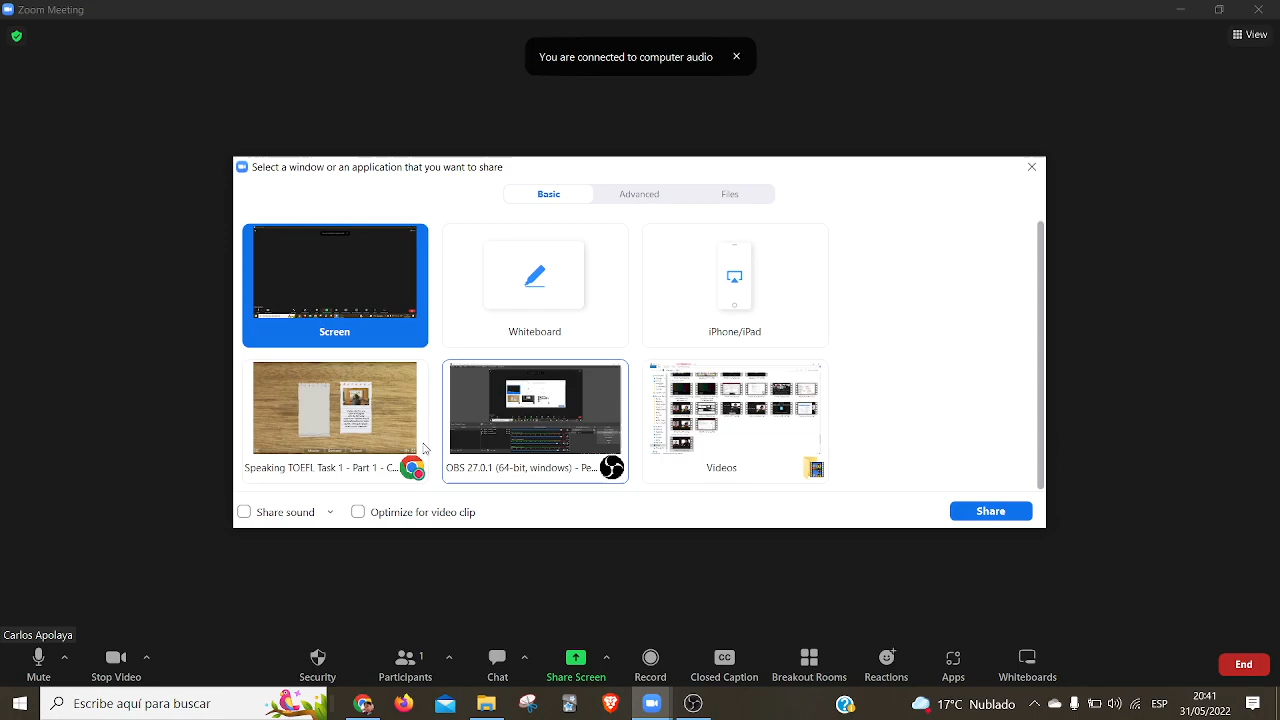 Zoom Meeting
View
You are connected to computer audio
Select a window or an application that you want to share
Basic
Advanced
Files
Screen
Whiteboard
iPhone/iPad
Speaking TOEFL Task 1 - Part 1 - C...
OBS 27.0.1 (64-bit, windows) - Pe...
Videos
Share sound
Optimize for video clip
Share
Carlos Apolaya
Mute
Stop Video
Security
Participants
1
Chat
Share Screen
Record
CC
Closed Caption
Breakout Rooms
Reactions
Apps
Whiteboards
End
Escribe aquí para buscar
17°C Nublado
ESP
20:41
31/05/2022